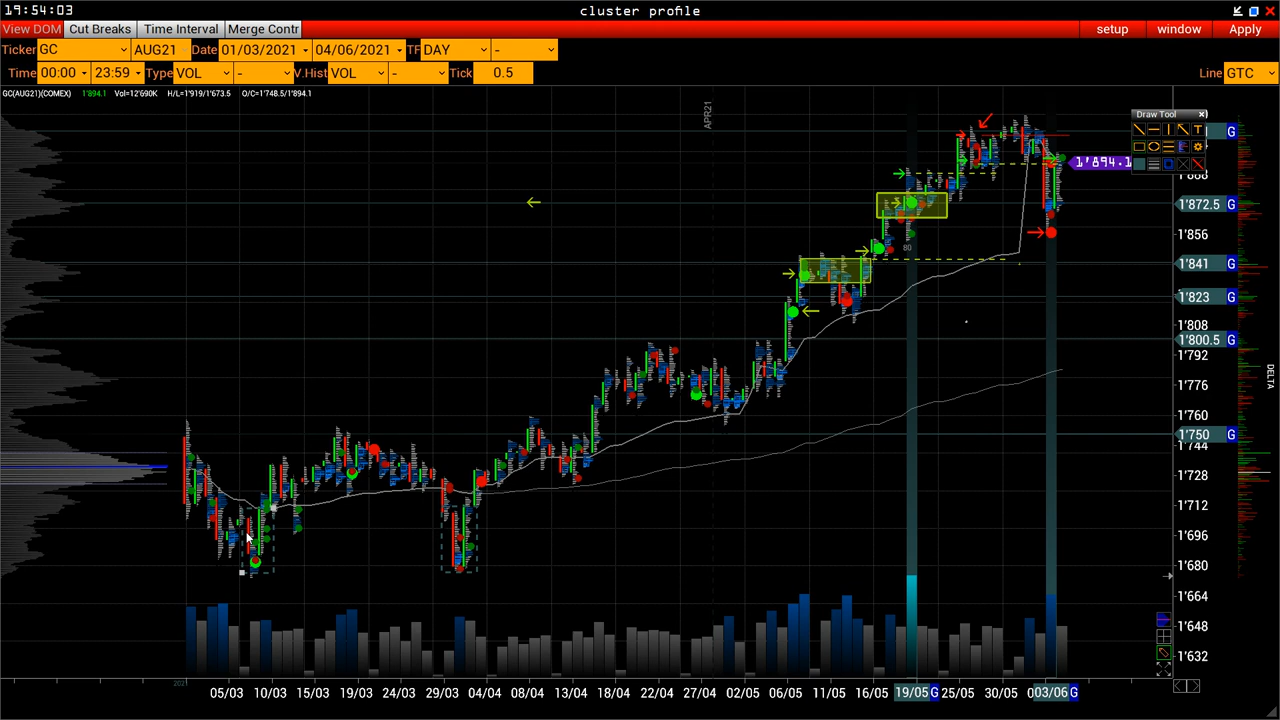 19:54:03 cluster profile
View DOM Cut Breaks Time Interval Merge Contr setup window Apply
Ticker GC AUG21 Date 01/03/2021 04/06/2021 TF DAY -
Time 00:00 23:59 Type VOL - V.Hist VOL - Tick 0.5 Line GTC
GC(AUG21)(COMEX) 1'894.1 Vol=12'690K H/L=1'919/1'673.5 O/C=1'748.5/1'894.1
APR21
Draw Tool
T
G
1'894.1
1'872.5 G
1'856
80
1'841 G
1'823 G
1'808
1'800.5 G
1'792
1'776
DELTA
1'760
1'750 G
1'744
1'728
1'712
1'696
1'680
1'664
1'648
1'632
05/03 10/03 15/03 19/03 24/03 29/03 04/04 08/04 13/04 18/04 22/04 27/04 02/05 06/05 11/05 16/05 19/05 G 25/05 30/05 03/06 G